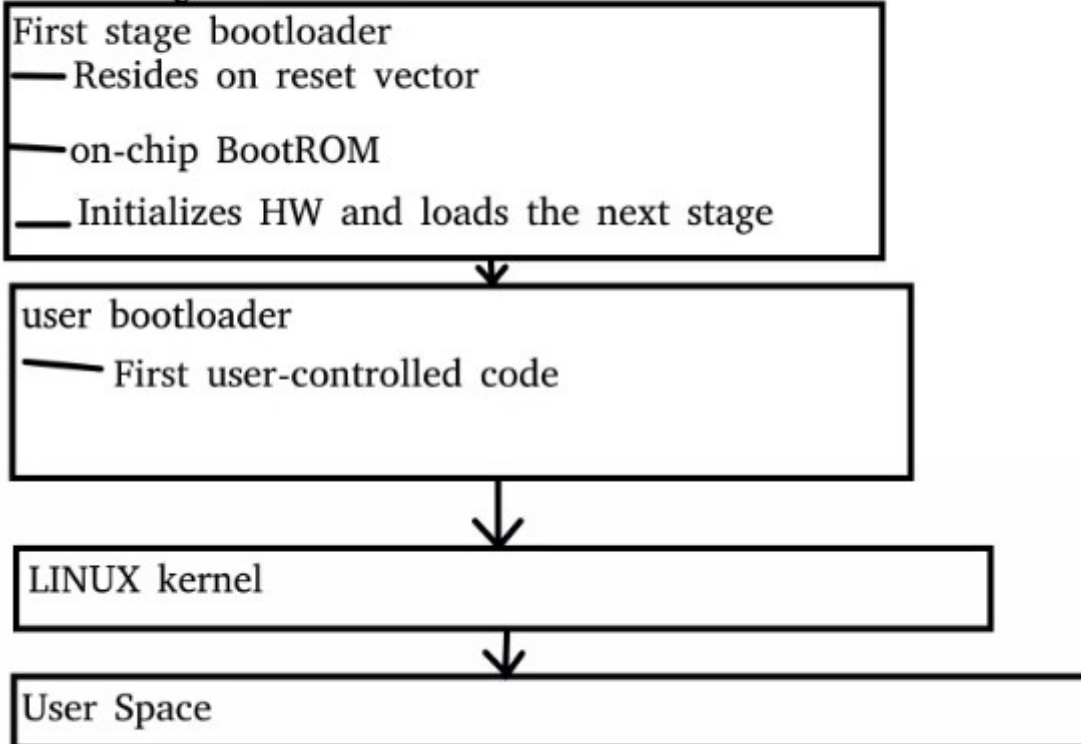 First stage bootloader
Resides on reset vector
on-chip BootROM
Initializes HW and loads the next stage
user bootloader
First user-controlled code
LINUX kernel
User Space